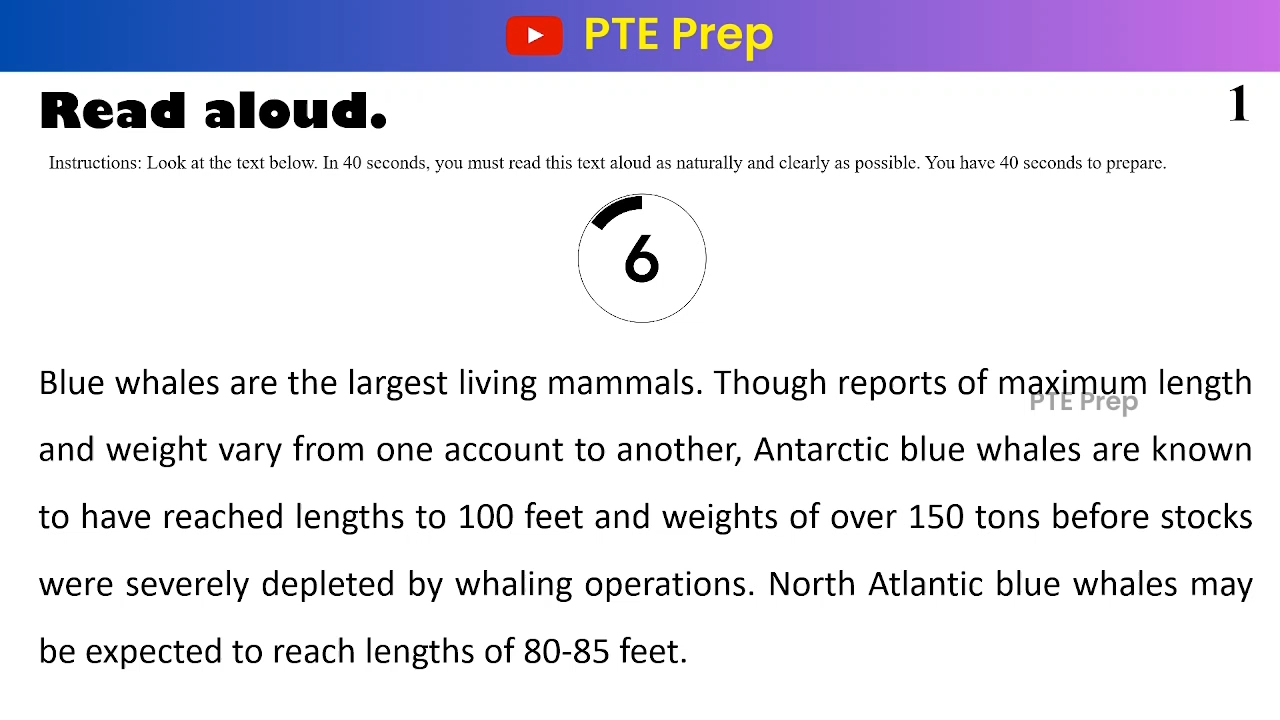 PTE Prep
Read aloud.
1
Instructions: Look at the text below. In 40 seconds, you must read this text aloud as naturally and clearly as possible. You have 40 seconds to prepare.
6
Blue whales are the largest living mammals. Though reports of maximum length
PTE Prep
and weight vary from one account to another, Antarctic blue whales are known
to have reached lengths to 100 feet and weights of over 150 tons before stocks
were severely depleted by whaling operations. North Atlantic blue whales may
be expected to reach lengths of 80-85 feet.